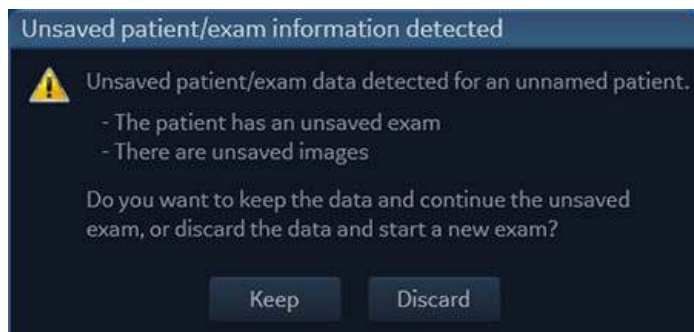 Unsaved patient/exam information detected
Unsaved patient/exam data detected for an unnamed patient.
- The patient has an unsaved exam
- There are unsaved images
Do you want to keep the data and continue the unsaved
exam, or discard the data and start a new exam?
Keep Discard